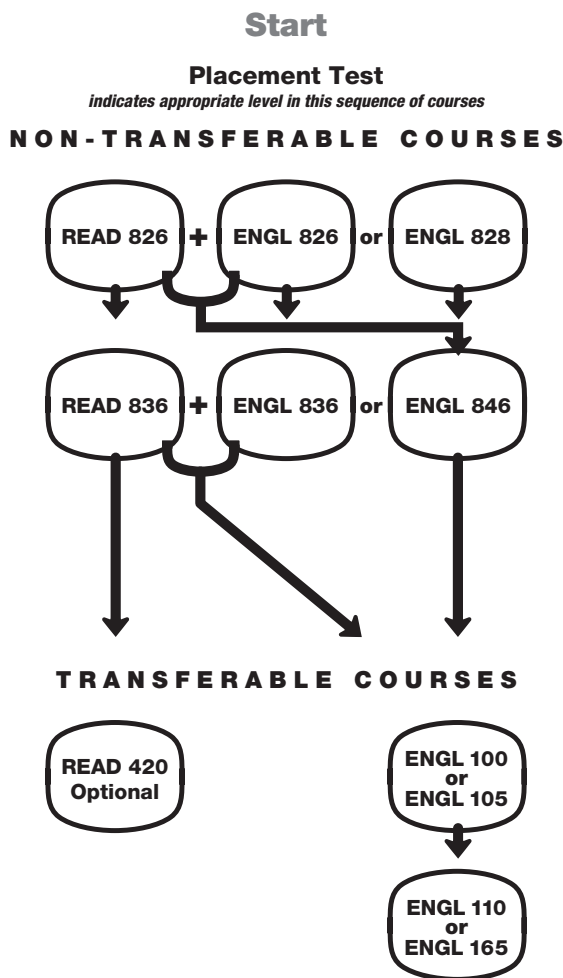 Start
Placement Test
indicates appropriate level in this sequence of courses
NON-TRANSFERABLE COURSES
READ 826 + ENGL 826 or ENGL 828
READ 836 + ENGL 836 or ENGL 846
TRANSFERABLE COURSES
READ 420
Optional
ENGL 100
or
ENGL 105
ENGL 110
or
ENGL 165